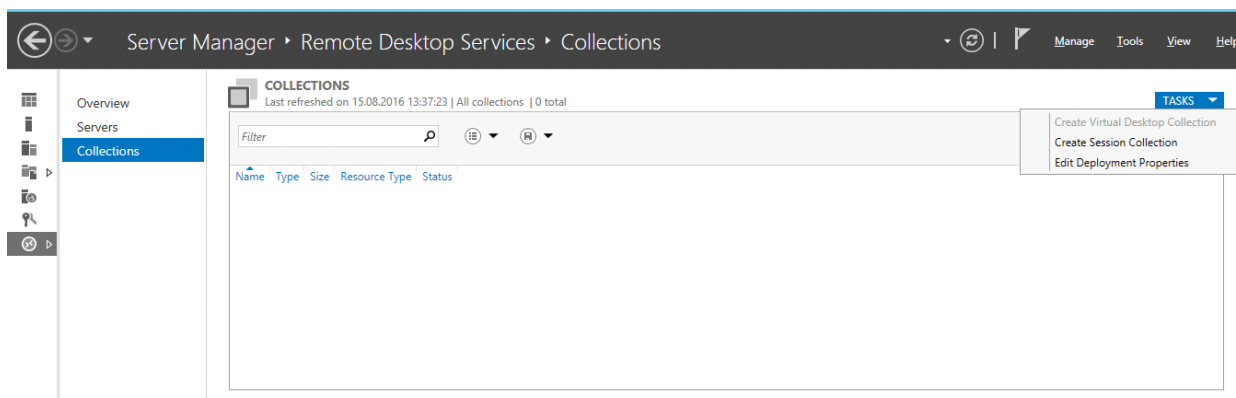 Server Manager ‣ Remote Desktop Services ‣ Collections
Manage Tools View Help
Overview
Servers
Collections
COLLECTIONS
Last refreshed on 15.08.2016 13:37:23 | All collections | 0 total
TASKS
Create Virtual Desktop Collection
Create Session Collection
Edit Deployment Properties
Filter
Name Type Size Resource Type Status